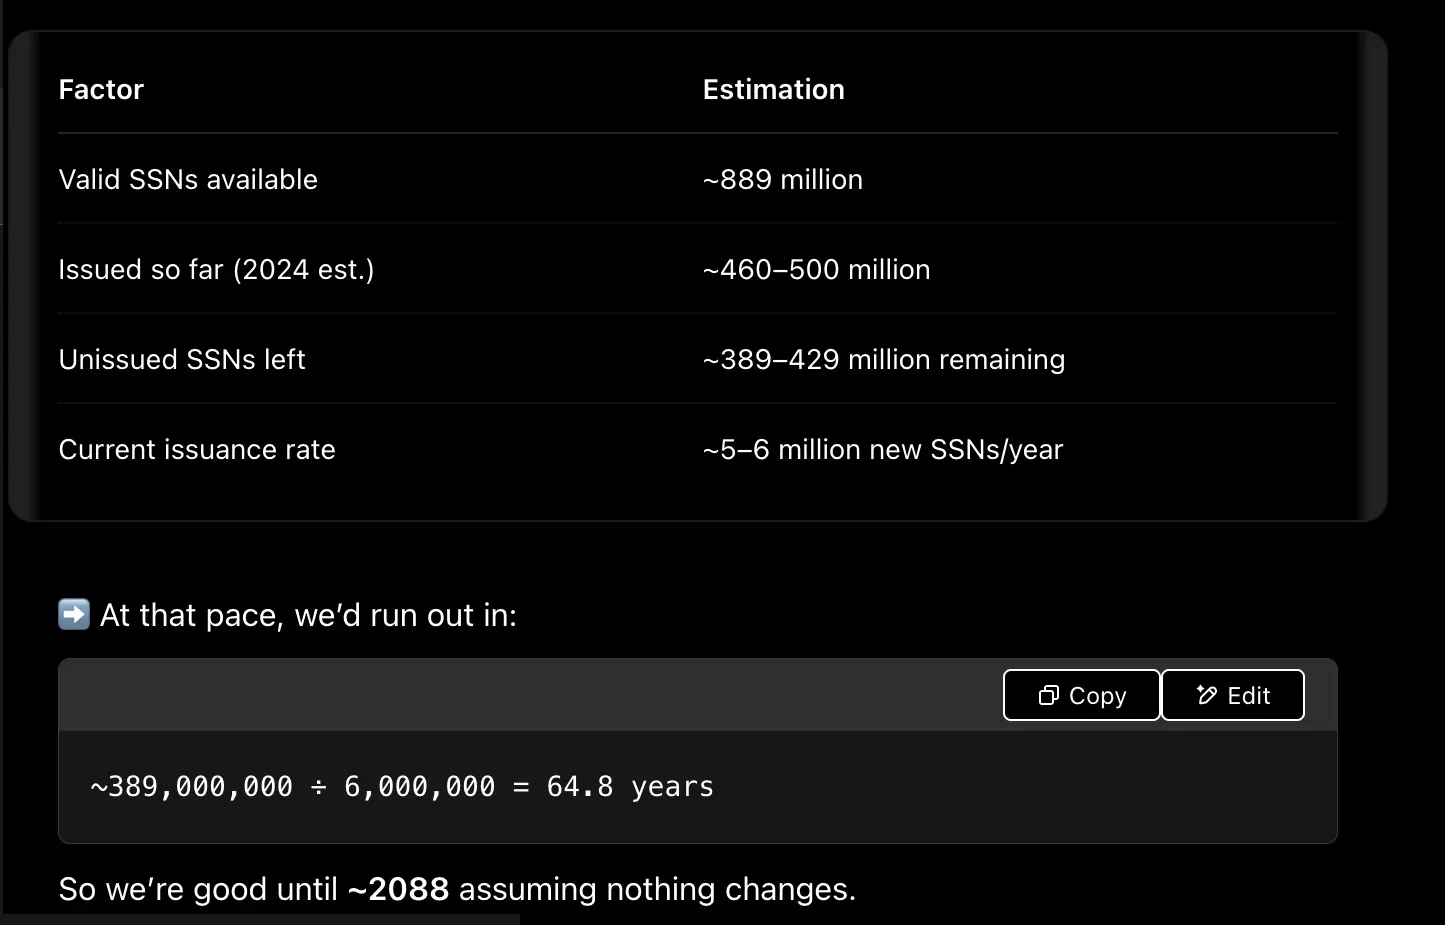 Factor Estimation
Valid SSNs available ~889 million
Issued so far (2024 est.) ~460–500 million
Unissued SSNs left ~389–429 million remaining
Current issuance rate ~5–6 million new SSNs/year
➡️ At that pace, we’d run out in:
Copy Edit
~389,000,000 ÷ 6,000,000 = 64.8 years
So we’re good until ~2088 assuming nothing changes.